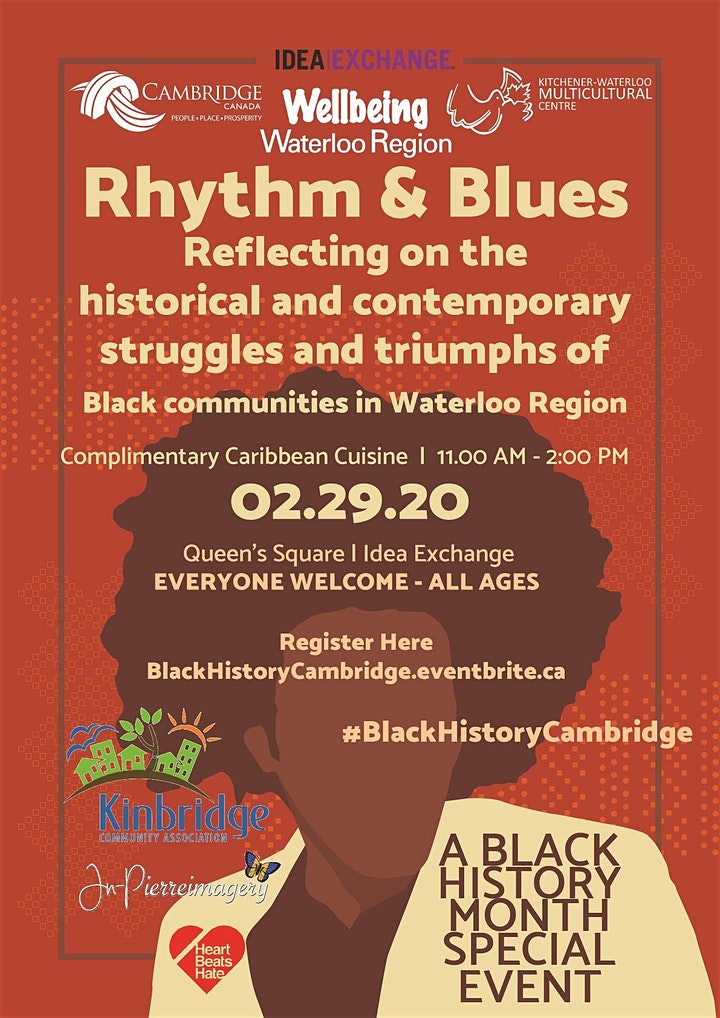 IDEA|EXCHANGE.
CAMBRIDGE
CANADA
PEOPLE • PLACE • PROSPERITY
Wellbeing
Waterloo Region
KITCHENER-WATERLOO
MULTICULTURAL
CENTRE
Rhythm & Blues
Reflecting on the
historical and contemporary
struggles and triumphs of
Black communities in Waterloo Region
Complimentary Caribbean Cuisine | 11.00 AM - 2:00 PM
02.29.20
Queen's Square | Idea Exchange
EVERYONE WELCOME - ALL AGES
Register Here
BlackHistoryCambridge.eventbrite.ca
#BlackHistoryCambridge
Kinbridge
COMMUNITY ASSOCIATION
Jn-Pierreimagery
Heart
Beats
Hate
A BLACK
HISTORY
MONTH
SPECIAL
EVENT